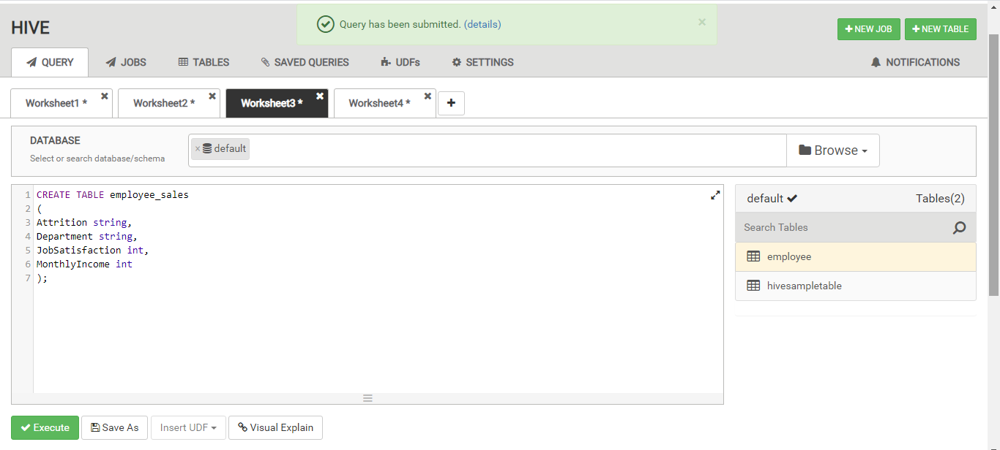 HIVE
Query has been submitted. (details)
×
NEW JOB
NEW TABLE
QUERY
JOBS
TABLES
SAVED QUERIES
UDFs
SETTINGS
NOTIFICATIONS
Worksheet1 *
Worksheet2 *
Worksheet3 *
Worksheet4 *
DATABASE
Select or search database/schema
× default
Browse
1 CREATE TABLE employee_sales
2 (
3 Attrition string,
4 Department string,
5 JobSatisfaction int,
6 MonthlyIncome int
7 );
default
Tables(2)
Search Tables
employee
hivesampletable
Execute
Save As
Insert UDF
Visual Explain